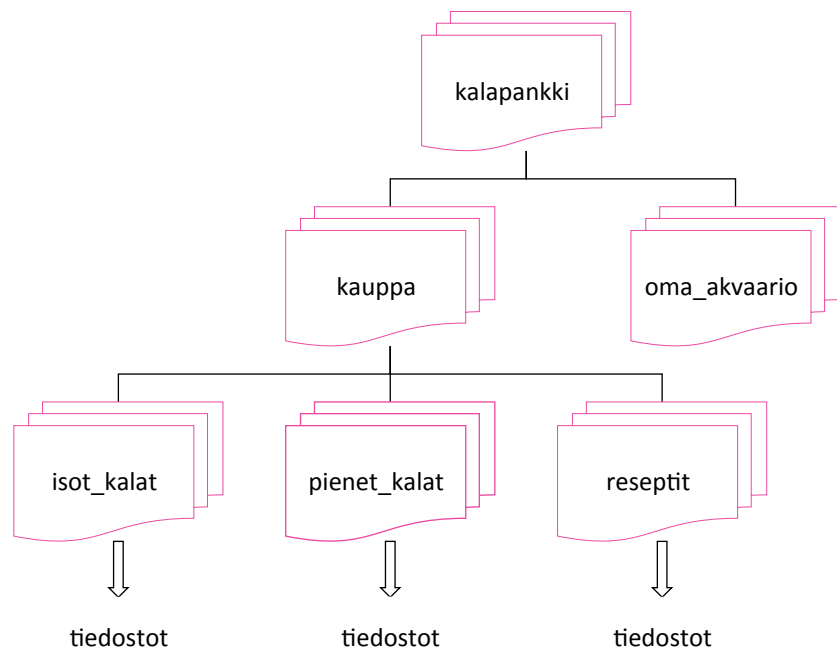 kalapankki
kauppa
oma_akvaario
isot_kalat
pienet_kalat
reseptit
tiedostot
tiedostot
tiedostot